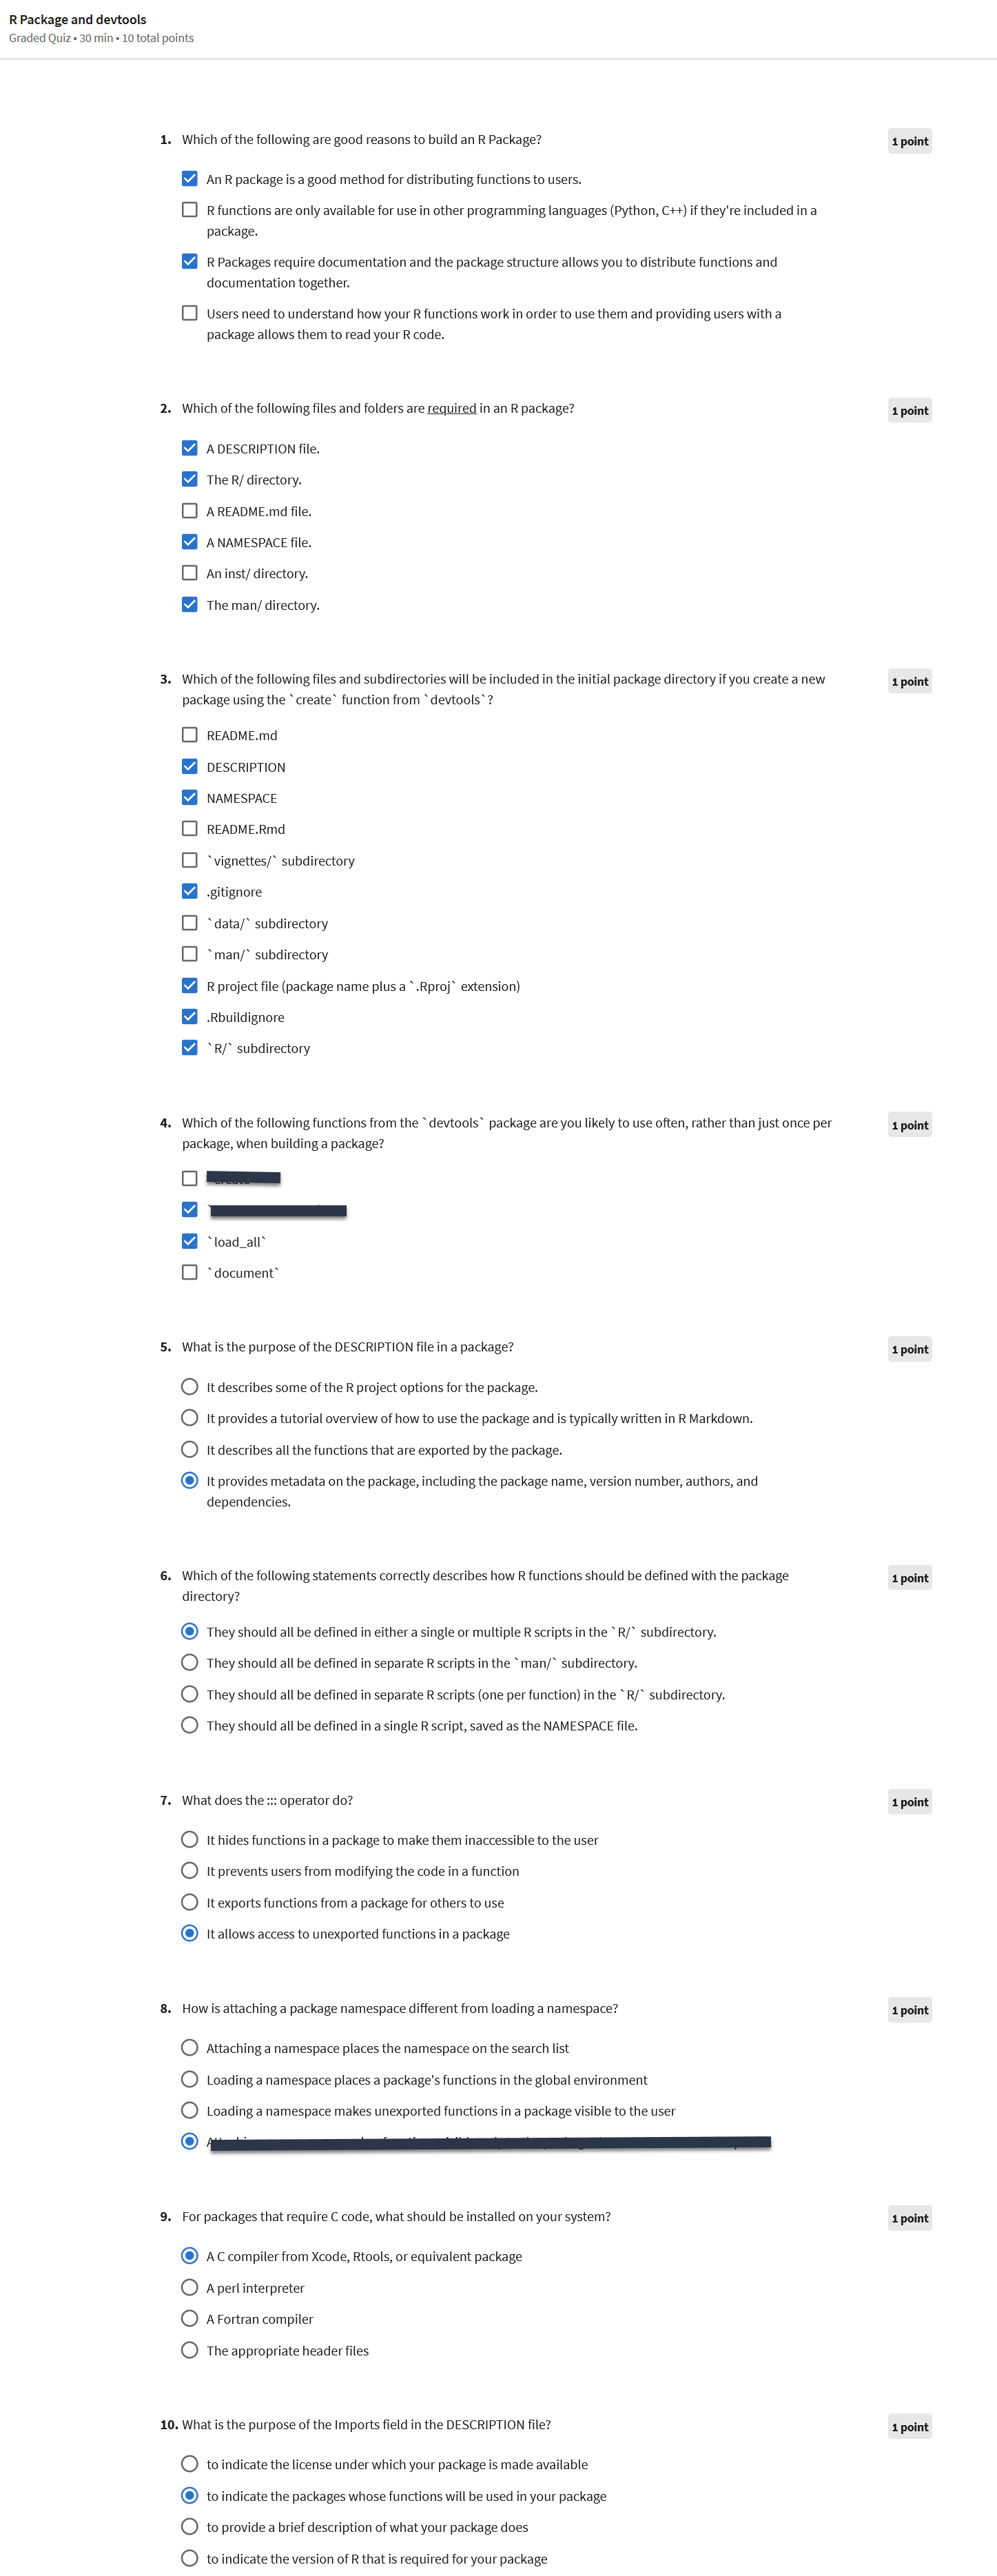 R Package and devtools
Graded Quiz • 30 min • 10 total points
1. Which of the following are good reasons to build an R Package?
1 point
An R package is a good method for distributing functions to users.
R functions are only available for use in other programming languages (Python, C++) if they're included in a
package.
R Packages require documentation and the package structure allows you to distribute functions and
documentation together.
Users need to understand how your R functions work in order to use them and providing users with a
package allows them to read your R code.
2. Which of the following files and folders are required in an R package?
1 point
A DESCRIPTION file.
The R/ directory.
A README.md file.
A NAMESPACE file.
An inst/ directory.
The man/ directory.
3. Which of the following files and subdirectories will be included in the initial package directory if you create a new
package using the `create` function from `devtools`?
1 point
README.md
DESCRIPTION
NAMESPACE
README.Rmd
`vignettes/` subdirectory
.gitignore
`data/` subdirectory
`man/` subdirectory
R project file (package name plus a `.Rproj` extension)
.Rbuildignore
`R/` subdirectory
4. Which of the following functions from the `devtools` package are you likely to use often, rather than just once per
package, when building a package?
1 point
`load_all`
`document`
5. What is the purpose of the DESCRIPTION file in a package?
1 point
It describes some of the R project options for the package.
It provides a tutorial overview of how to use the package and is typically written in R Markdown.
It describes all the functions that are exported by the package.
It provides metadata on the package, including the package name, version number, authors, and
dependencies.
6. Which of the following statements correctly describes how R functions should be defined with the package
directory?
1 point
They should all be defined in either a single or multiple R scripts in the `R/` subdirectory.
They should all be defined in separate R scripts in the `man/` subdirectory.
They should all be defined in separate R scripts (one per function) in the `R/` subdirectory.
They should all be defined in a single R script, saved as the NAMESPACE file.
7. What does the ::: operator do?
1 point
It hides functions in a package to make them inaccessible to the user
It prevents users from modifying the code in a function
It exports functions from a package for others to use
It allows access to unexported functions in a package
8. How is attaching a package namespace different from loading a namespace?
1 point
Attaching a namespace places the namespace on the search list
Loading a namespace places a package's functions in the global environment
Loading a namespace makes unexported functions in a package visible to the user
9. For packages that require C code, what should be installed on your system?
1 point
A C compiler from Xcode, Rtools, or equivalent package
A perl interpreter
A Fortran compiler
The appropriate header files
10. What is the purpose of the Imports field in the DESCRIPTION file?
1 point
to indicate the license under which your package is made available
to indicate the packages whose functions will be used in your package
to provide a brief description of what your package does
to indicate the version of R that is required for your package